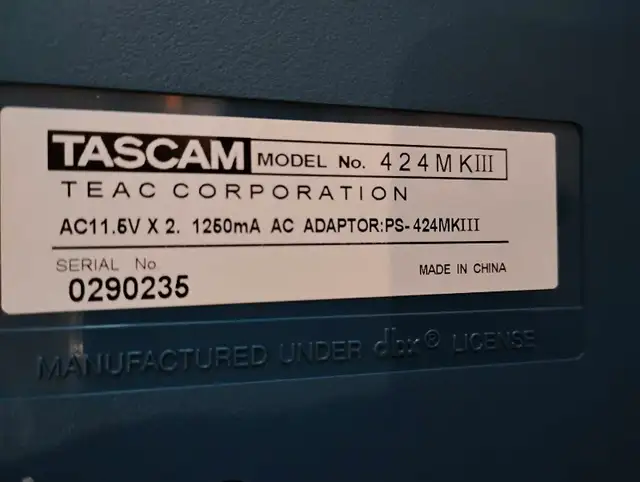 TASCAM MODEL No. 424MKIII
TEAC CORPORATION
AC11.5V X 2. 1250mA AC ADAPTOR:PS-424MKIII
SERIAL No.
0290235
MADE IN CHINA
MANUFACTURED UNDER dbx® LICENSE